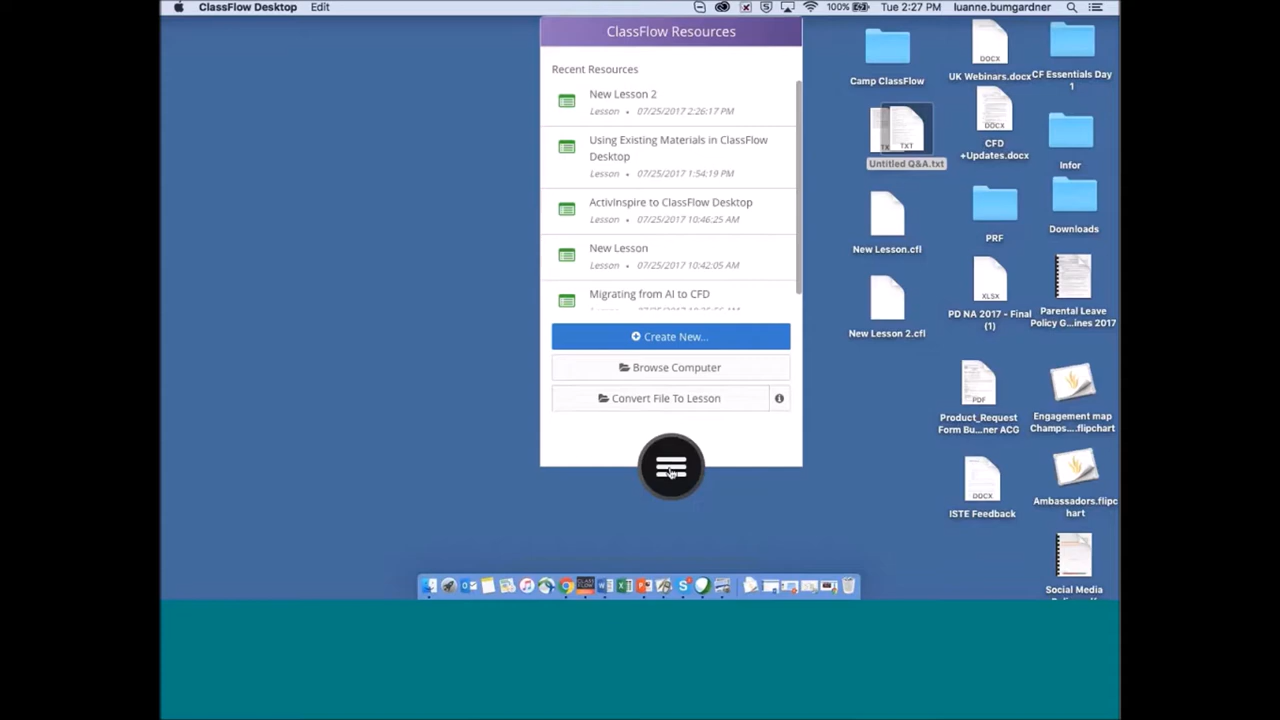 ClassFlow Desktop Edit
100% Tue 2:27 PM luanne.bumgardner
ClassFlow Resources
Recent Resources
New Lesson 2
Lesson • 07/25/2017 2:26:17 PM
Using Existing Materials in ClassFlow
Desktop
Lesson • 07/25/2017 1:54:19 PM
ActivInspire to ClassFlow Desktop
Lesson • 07/25/2017 10:46:25 AM
New Lesson
Lesson • 07/25/2017 10:42:05 AM
Migrating from AI to CFD
Create New...
Browse Computer
Convert File To Lesson
Camp ClassFlow
DOCX
UK Webinars.docx
CF Essentials Day
1
TXT
Untitled Q&A.txt
DOCX
CFD
+Updates.docx
Infor
New Lesson.cfl
PRF
Downloads
New Lesson 2.cfl
XLSX
PD NA 2017 - Final
(1)
Parental Leave
Policy G...ines 2017
PDF
Product_Request
Form Bu...ner ACG
Engagement map
Champs....flipchart
DOCX
ISTE Feedback
Ambassadors.flipc
hart
Social Media